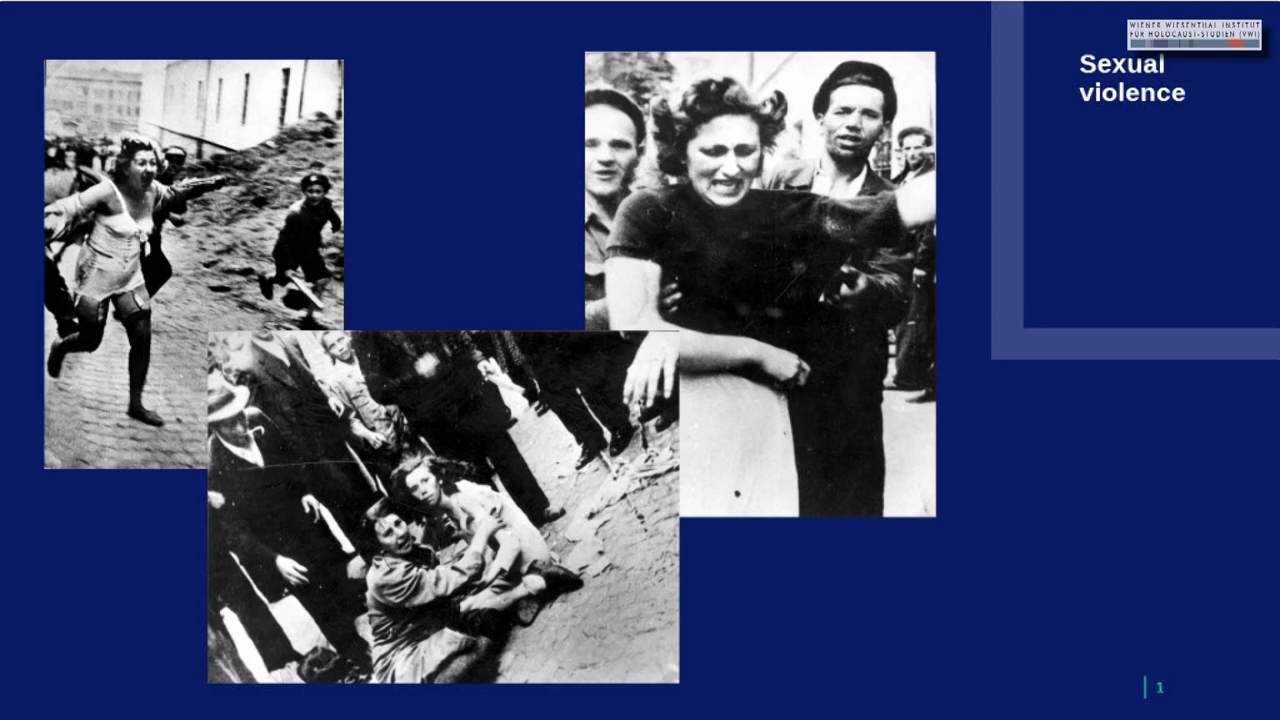 WIENER WIESENTHAL INSTITUT
FÜR HOLOCAUST-STUDIEN (VWI)
Sexual
violence
1